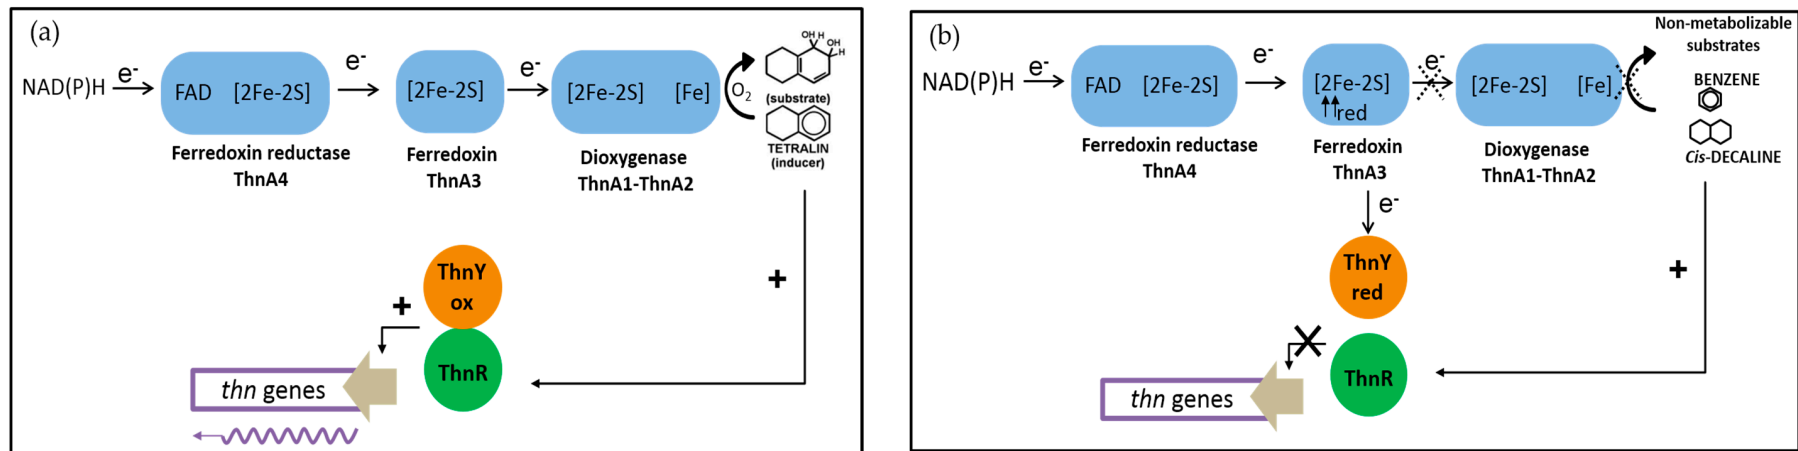 (a)
NAD(P)H
e-
FAD [2Fe-2S]
e-
[2Fe-2S]
e-
[2Fe-2S] [Fe]
O2
OH H
OH
H
(substrate)
TETRALIN
(inducer)
Ferredoxin reductase
ThnA4
Ferredoxin
ThnA3
Dioxygenase
ThnA1-ThnA2
+
ThnY
ox
+
ThnR
thn genes
(b)
NAD(P)H
e-
FAD [2Fe-2S]
e-
[2Fe-2S]
red
e-
[2Fe-2S] [Fe]
Non-metabolizable
substrates
BENZENE
Cis-DECALINE
Ferredoxin reductase
ThnA4
Ferredoxin
ThnA3
Dioxygenase
ThnA1-ThnA2
e-
ThnY
red
+
ThnR
thn genes